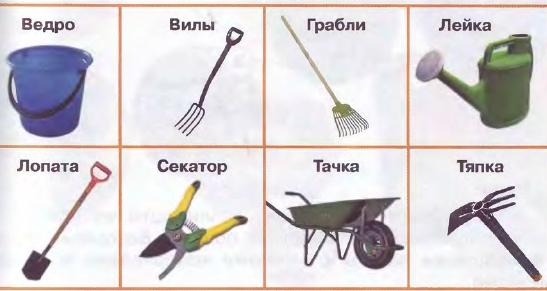 Ведро Вилы Грабли Лейка
Лопата Секатор Тачка Тяпка